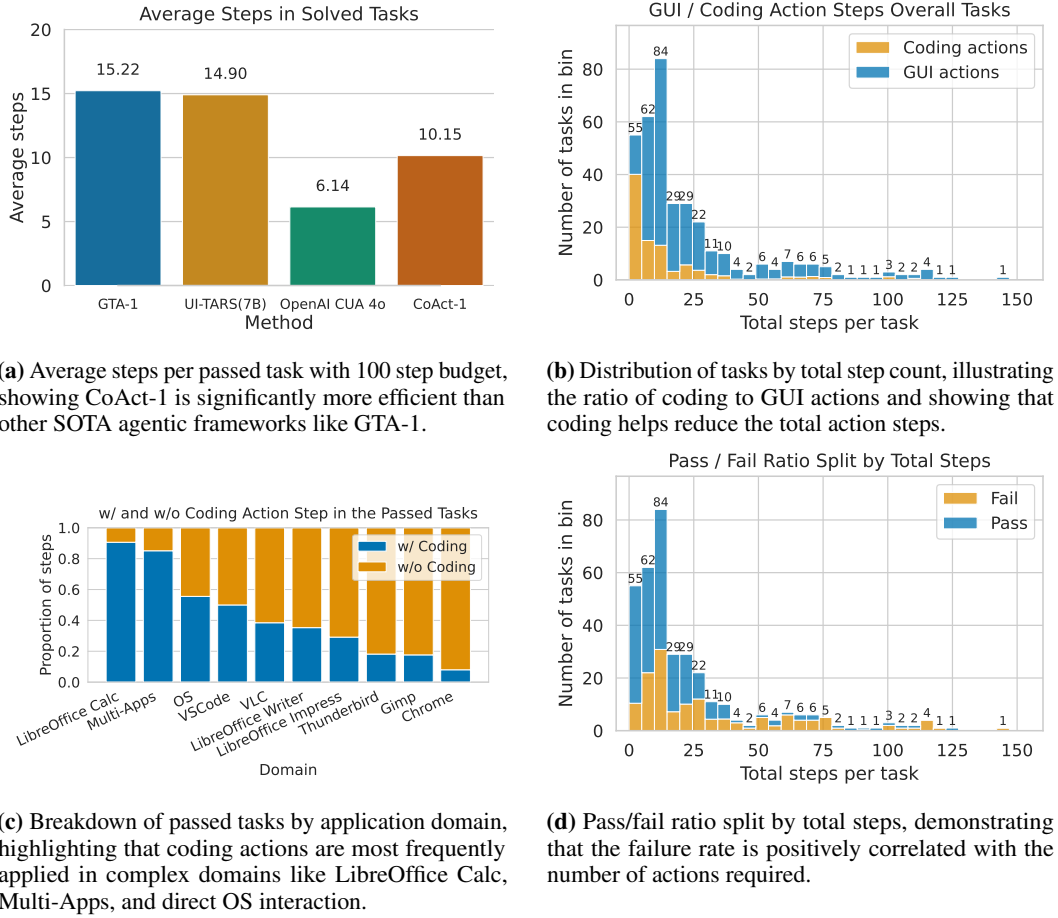 Average Steps in Solved Tasks
20
15
10
5
0
Average steps
15.22
14.90
6.14
10.15
GTA-1 UI-TARS(7B) OpenAI CUA 4o CoAct-1
Method
(a) Average steps per passed task with 100 step budget,
showing CoAct-1 is significantly more efficient than
other SOTA agentic frameworks like GTA-1.
GUI / Coding Action Steps Overall Tasks
Coding actions
GUI actions
Number of tasks in bin
80
60
40
20
0
55 62 84 29 29 22 11 10 4 2 6 4 7 6 6 5 2 1 1 1 3 2 2 4 1 1 1
0 25 50 75 100 125 150
Total steps per task
(b) Distribution of tasks by total step count, illustrating
the ratio of coding to GUI actions and showing that
coding helps reduce the total action steps.
w/ and w/o Coding Action Step in the Passed Tasks
w/ Coding
w/o Coding
Proportion of steps
1.0
0.8
0.6
0.4
0.2
0.0
LibreOffice Calc
Multi-Apps
OS
VSCode
VLC
LibreOffice Writer
LibreOffice Impress
Thunderbird
Gimp
Chrome
Domain
(c) Breakdown of passed tasks by application domain,
highlighting that coding actions are most frequently
applied in complex domains like LibreOffice Calc,
Multi-Apps, and direct OS interaction.
Pass / Fail Ratio Split by Total Steps
Fail
Pass
Number of tasks in bin
80
60
40
20
0
55 62 84 29 29 22 11 10 4 2 6 4 7 6 6 5 2 1 1 1 3 2 2 4 1 1 1
0 25 50 75 100 125 150
Total steps per task
(d) Pass/fail ratio split by total steps, demonstrating
that the failure rate is positively correlated with the
number of actions required.